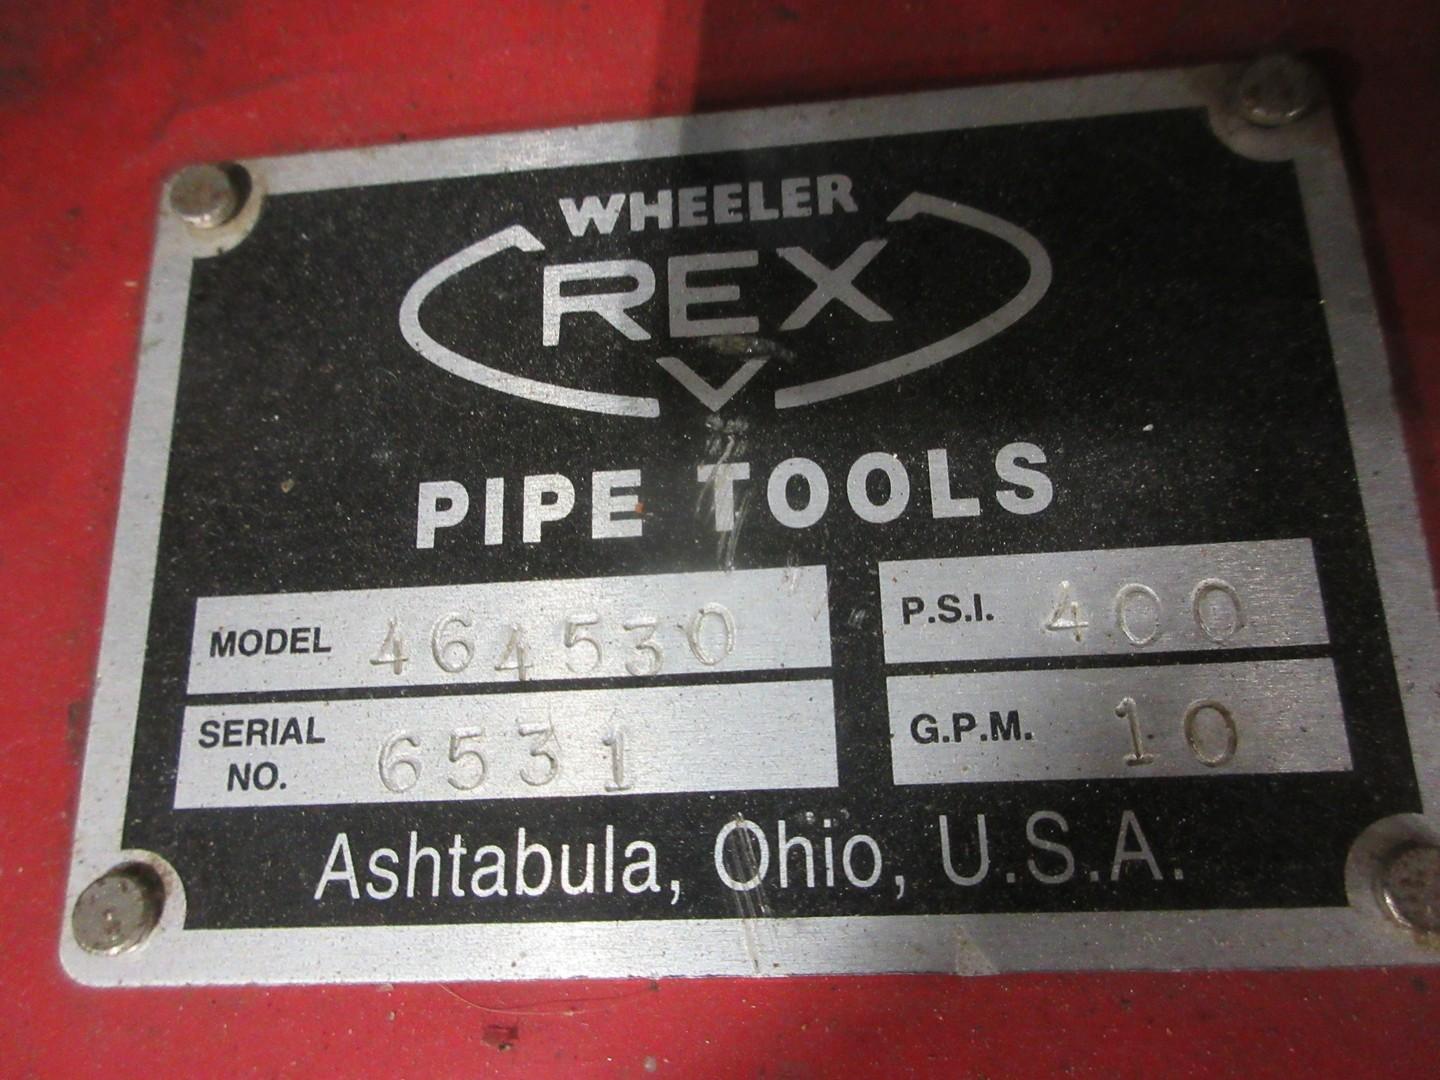 WHEELER
REX
PIPE TOOLS
MODEL 464530
P.S.I. 400
SERIAL NO. 6531
G.P.M. 10
Ashtabula, Ohio, U.S.A.